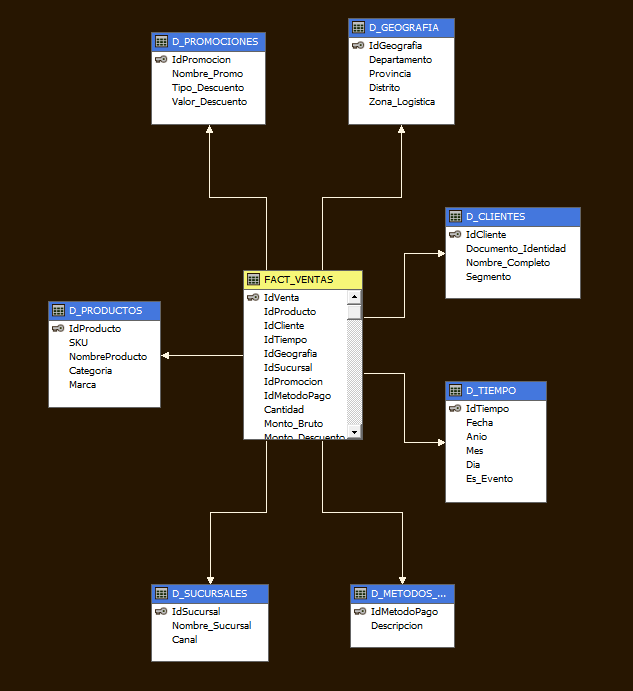 D_PROMOCIONES
IdPromocion
Nombre_Promo
Tipo_Descuento
Valor_Descuento
D_GEOGRAFIA
IdGeografia
Departamento
Provincia
Distrito
Zona_Logistica
D_CLIENTES
IdCliente
Documento_Identidad
Nombre_Completo
Segmento
FACT_VENTAS
IdVenta
IdProducto
IdCliente
IdTiempo
IdGeografia
IdSucursal
IdPromocion
IdMetodoPago
Cantidad
Monto_Bruto
Monto_Descuento
D_PRODUCTOS
IdProducto
SKU
NombreProducto
Categoria
Marca
D_TIEMPO
IdTiempo
Fecha
Anio
Mes
Dia
Es_Evento
D_SUCURSALES
IdSucursal
Nombre_Sucursal
Canal
D_METODOS_...
IdMetodoPago
Descripcion